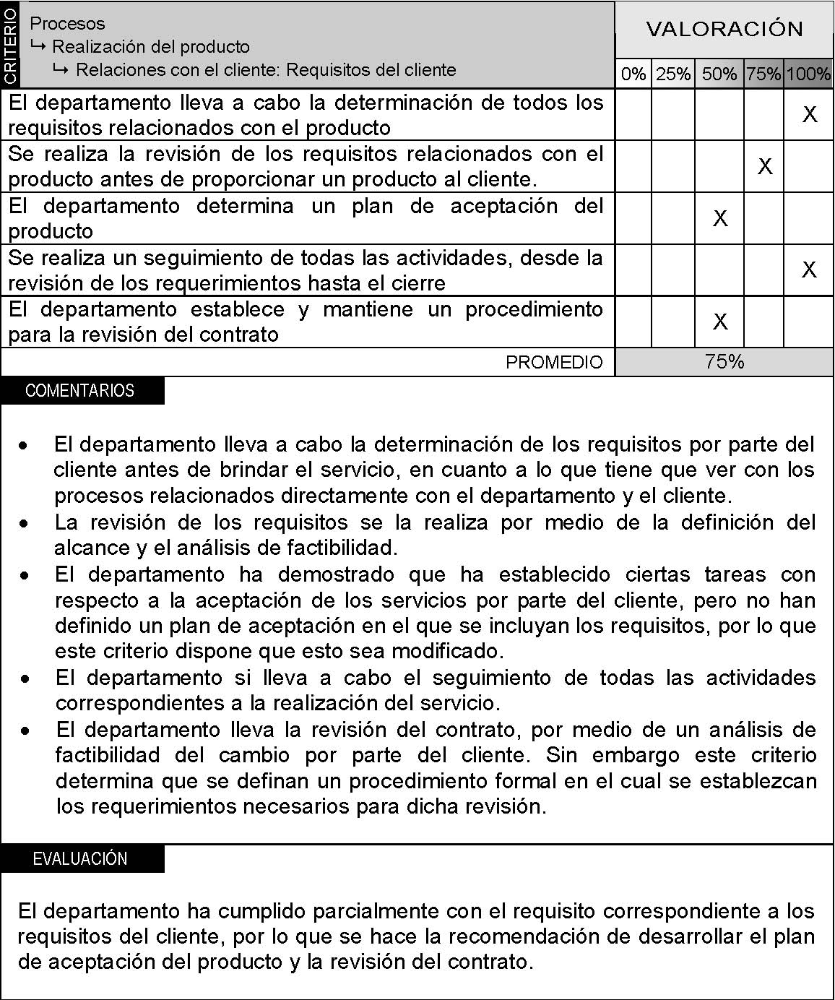 CRITERIO
Procesos
↳ Realización del producto
↳ Relaciones con el cliente: Requisitos del cliente
VALORACIÓN
0% 25% 50% 75% 100%
El departamento lleva a cabo la determinación de todos los
requisitos relacionados con el producto
X
Se realiza la revisión de los requisitos relacionados con el
producto antes de proporcionar un producto al cliente.
X
El departamento determina un plan de aceptación del
producto
X
Se realiza un seguimiento de todas las actividades, desde la
revisión de los requerimientos hasta el cierre
X
El departamento establece y mantiene un procedimiento
para la revisión del contrato
X
PROMEDIO 75%
COMENTARIOS
• El departamento lleva a cabo la determinación de los requisitos por parte del
cliente antes de brindar el servicio, en cuanto a lo que tiene que ver con los
procesos relacionados directamente con el departamento y el cliente.
• La revisión de los requisitos se la realiza por medio de la definición del
alcance y el análisis de factibilidad.
• El departamento ha demostrado que ha establecido ciertas tareas con
respecto a la aceptación de los servicios por parte del cliente, pero no han
definido un plan de aceptación en el que se incluyan los requisitos, por lo que
este criterio dispone que esto sea modificado.
• El departamento si lleva a cabo el seguimiento de todas las actividades
correspondientes a la realización del servicio.
• El departamento lleva la revisión del contrato, por medio de un análisis de
factibilidad del cambio por parte del cliente. Sin embargo este criterio
determina que se definan un procedimiento formal en el cual se establezcan
los requerimientos necesarios para dicha revisión.
EVALUACIÓN
El departamento ha cumplido parcialmente con el requisito correspondiente a los
requisitos del cliente, por lo que se hace la recomendación de desarrollar el plan
de aceptación del producto y la revisión del contrato.